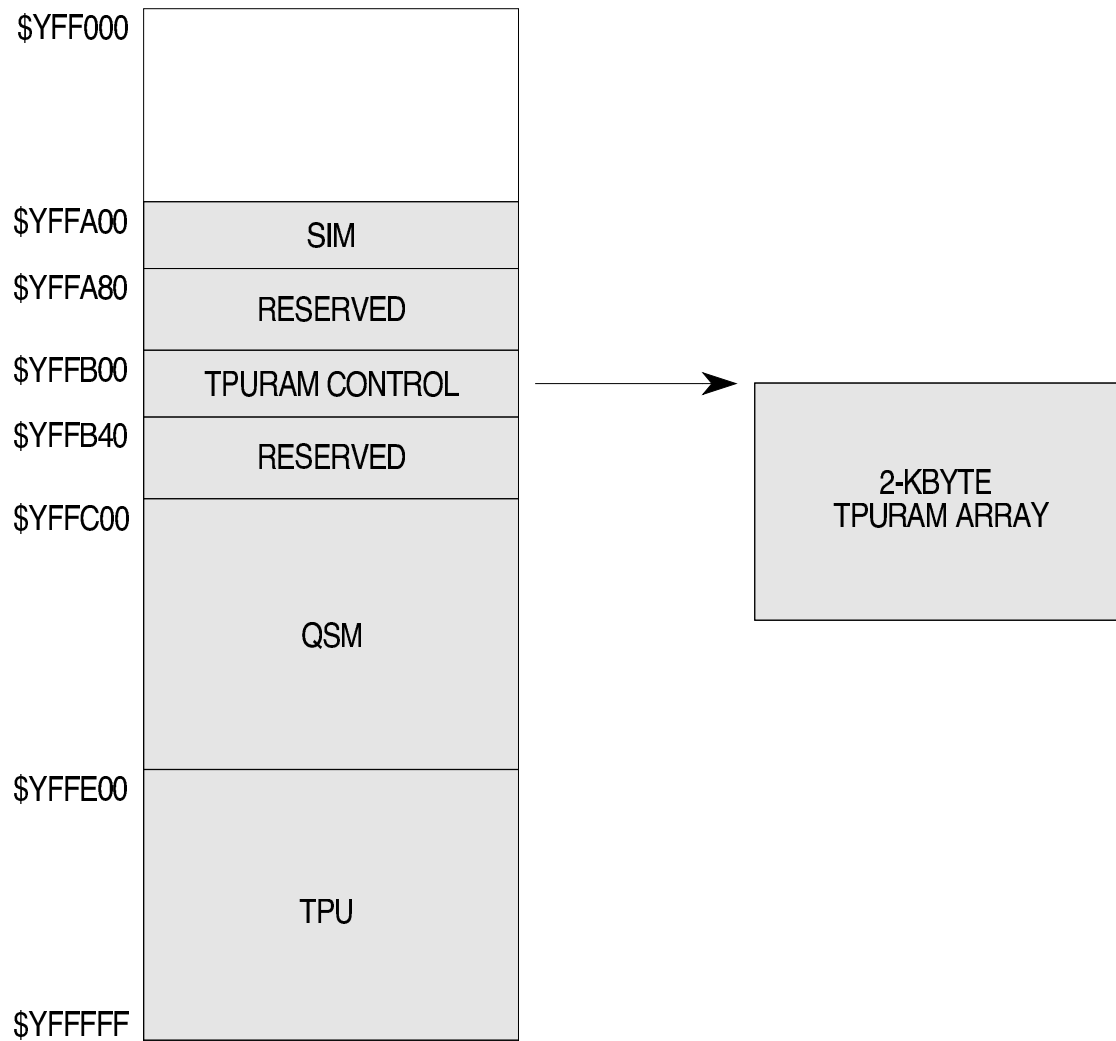 $YFF000
$YFFA00
SIM
$YFFA80
RESERVED
$YFFB00
TPURAM CONTROL
$YFFB40
RESERVED
$YFFC00
QSM
$YFFE00
TPU
$YFFFFF
2-KBYTE
TPURAM ARRAY